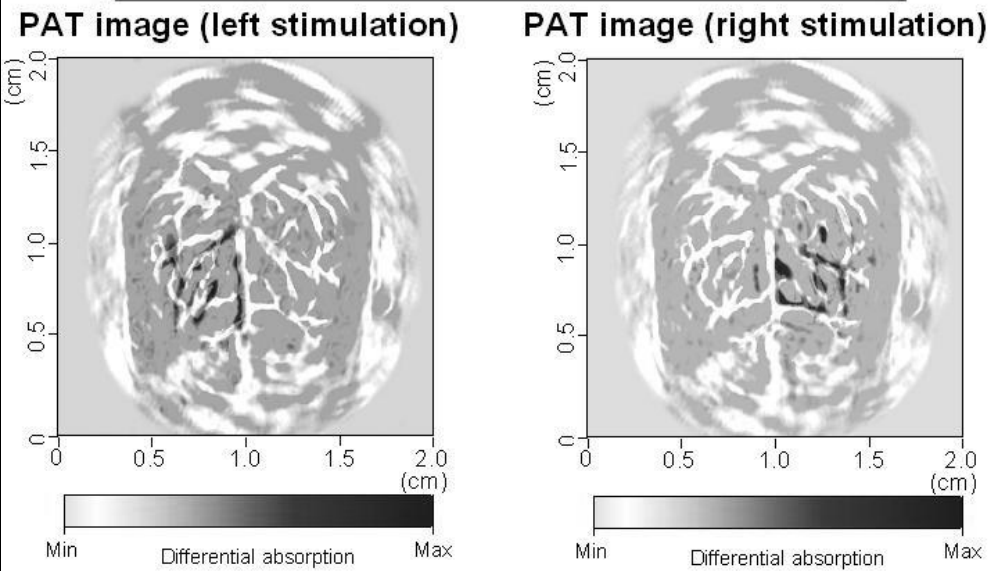 PAT image (left stimulation)
2.0
(cm)
1.5
1.0
0.5
0
0
0.5
1.0
1.5
2.0
(cm)
Min
Differential absorption
Max
PAT image (right stimulation)
2.0
(cm)
1.5
1.0
0.5
0
0
0.5
1.0
1.5
2.0
(cm)
Min
Differential absorption
Max